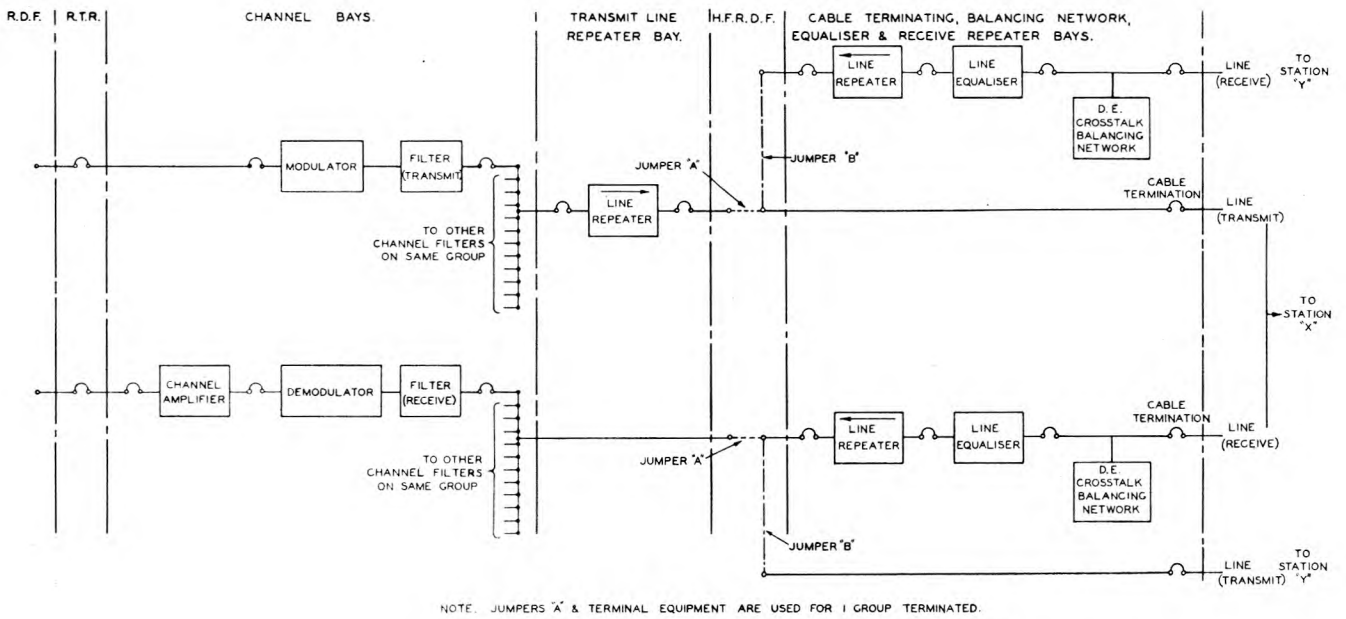 R.D.F.
R.T.R.
CHANNEL BAYS.
TRANSMIT LINE
REPEATER BAY.
H.F.R.D.F.
CABLE TERMINATING, BALANCING NETWORK,
EQUALISER & RECEIVE REPEATER BAYS.
LINE
REPEATER
LINE
EQUALISER
D.E.
CROSSTALK
BALANCING
NETWORK
LINE
(RECEIVE)
TO
STATION
"Y"
MODULATOR
FILTER
(TRANSMIT)
TO OTHER
CHANNEL FILTERS
ON SAME GROUP
LINE
REPEATER
JUMPER "A"
JUMPER "B"
CABLE
TERMINATION
LINE
(TRANSMIT)
TO
STATION
"X"
CHANNEL
AMPLIFIER
DEMODULATOR
FILTER
(RECEIVE)
TO OTHER
CHANNEL FILTERS
ON SAME GROUP
JUMPER "A"
LINE
REPEATER
LINE
EQUALISER
D.E.
CROSSTALK
BALANCING
NETWORK
CABLE
TERMINATION
LINE
(RECEIVE)
JUMPER "B"
LINE
(TRANSMIT)
TO
STATION
"Y"
NOTE. JUMPERS "A" & TERMINAL EQUIPMENT ARE USED FOR 1 GROUP TERMINATED.